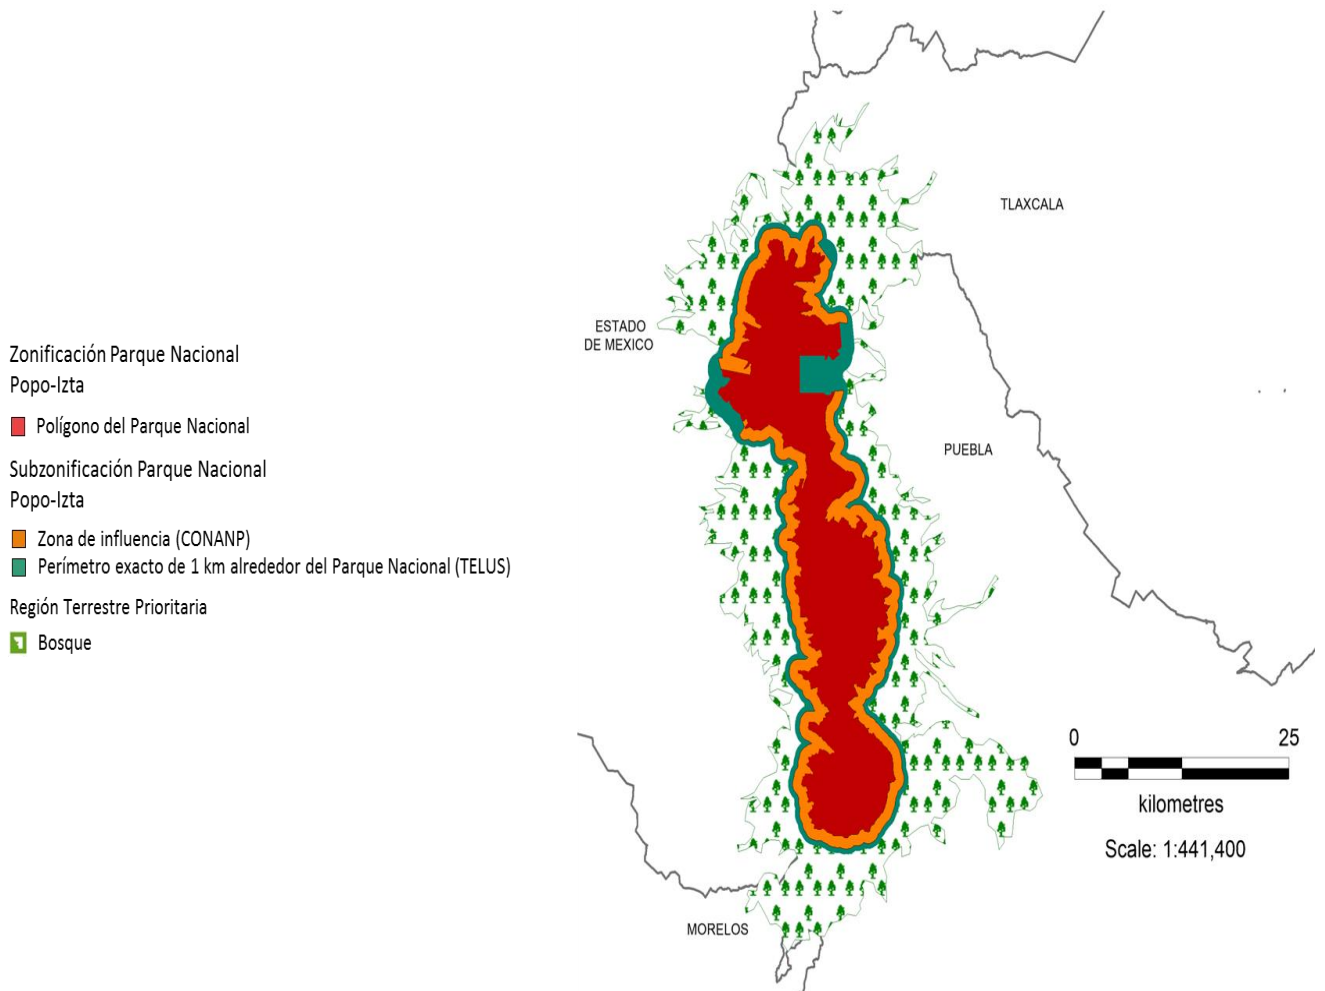 TLAXCALA
ESTADO
DE MEXICO
Zonificación Parque Nacional
Popo-Izta
Polígono del Parque Nacional
Subzonificación Parque Nacional
Popo-Izta
Zona de influencia (CONANP)
Perímetro exacto de 1 km alrededor del Parque Nacional (TELUS)
Región Terrestre Prioritaria
Bosque
PUEBLA
0 25
kilometres
Scale: 1:441,400
MORELOS